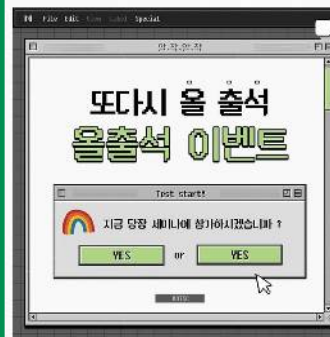 File Edit View Label Special
또다시 올 출석
올출석 이벤트
Test start!
지금 당장 세미나에 참가하시겠습니까 ?
YES or YES